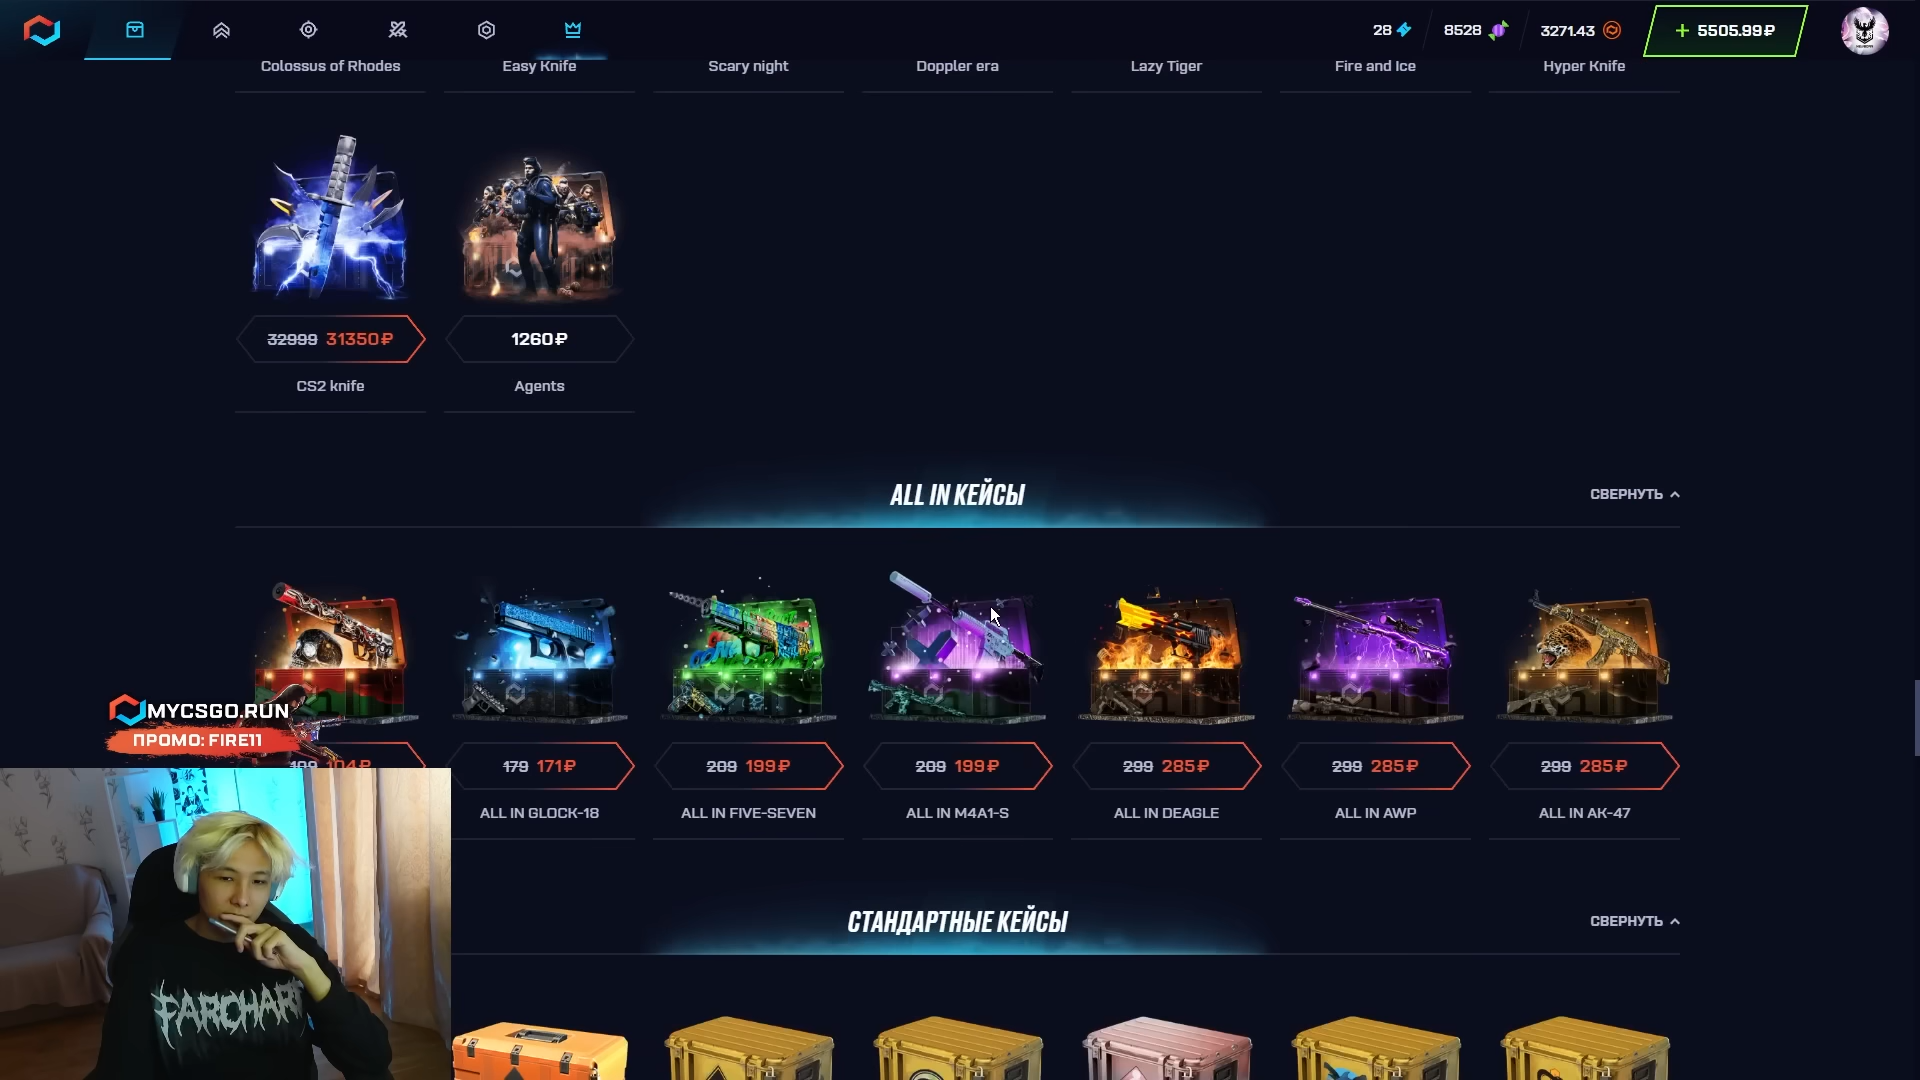 28
8528
3271.43
+ 5505.99₽
Colossus of Rhodes
Easy Knife
Scary night
Doppler era
Lazy Tiger
Fire and Ice
Hyper Knife
32999 31350₽
1260₽
CS2 knife
Agents
ALL IN КЕЙСЫ
СВЕРНУТЬ
MYCSGO.RUN
ПРОМО: FIRE11
109 104₽
179 171₽
209 199₽
209 199₽
299 285₽
299 285₽
299 285₽
ALL IN GLOCK-18
ALL IN FIVE-SEVEN
ALL IN M4A1-S
ALL IN DEAGLE
ALL IN AWP
ALL IN AK-47
СТАНДАРТНЫЕ КЕЙСЫ
СВЕРНУТЬ